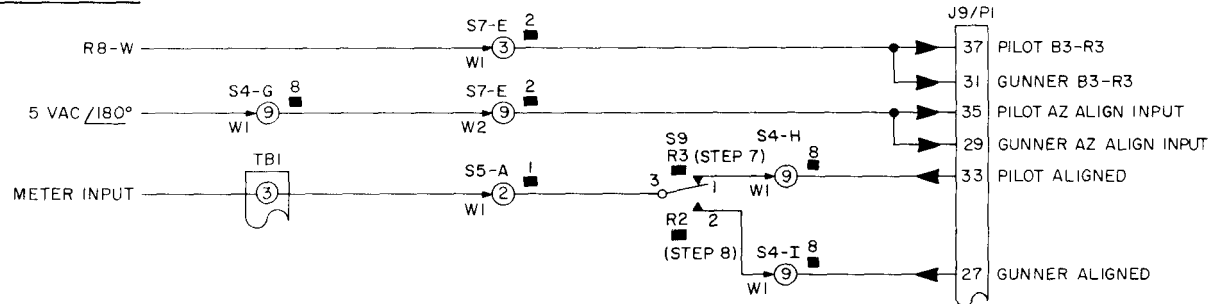 J9/P1
S7-E 2
R8-W 3 37 PILOT B3-R3
W1
31 GUNNER B3-R3
S4-G 8 S7-E 2
5 VAC /180° 9 9 35 PILOT AZ ALIGN INPUT
W1 W2
29 GUNNER AZ ALIGN INPUT
S9 S4-H
TB1 S5-A 1 R3 (STEP 7) 8
9 33 PILOT ALIGNED
METER INPUT 3 2 3 1 W1
W1
R2 2
(STEP 8) S4-I 8
9 27 GUNNER ALIGNED
W1